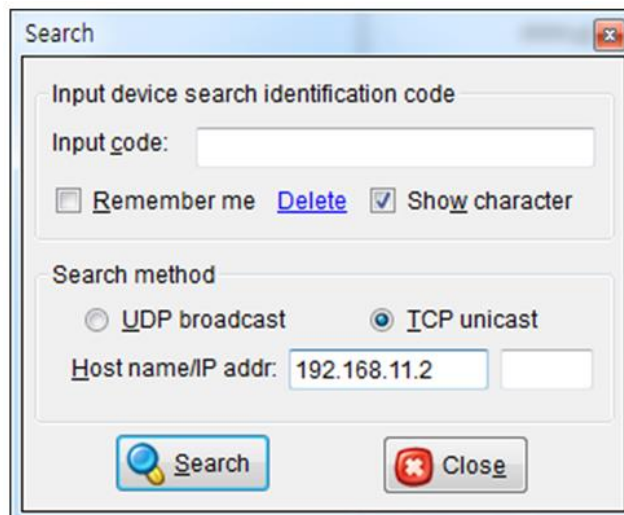 Search
Input device search identification code
Input code:
Remember me Delete Show character
Search method
UDP broadcast TCP unicast
Host name/IP addr: 192.168.11.2
Search Close